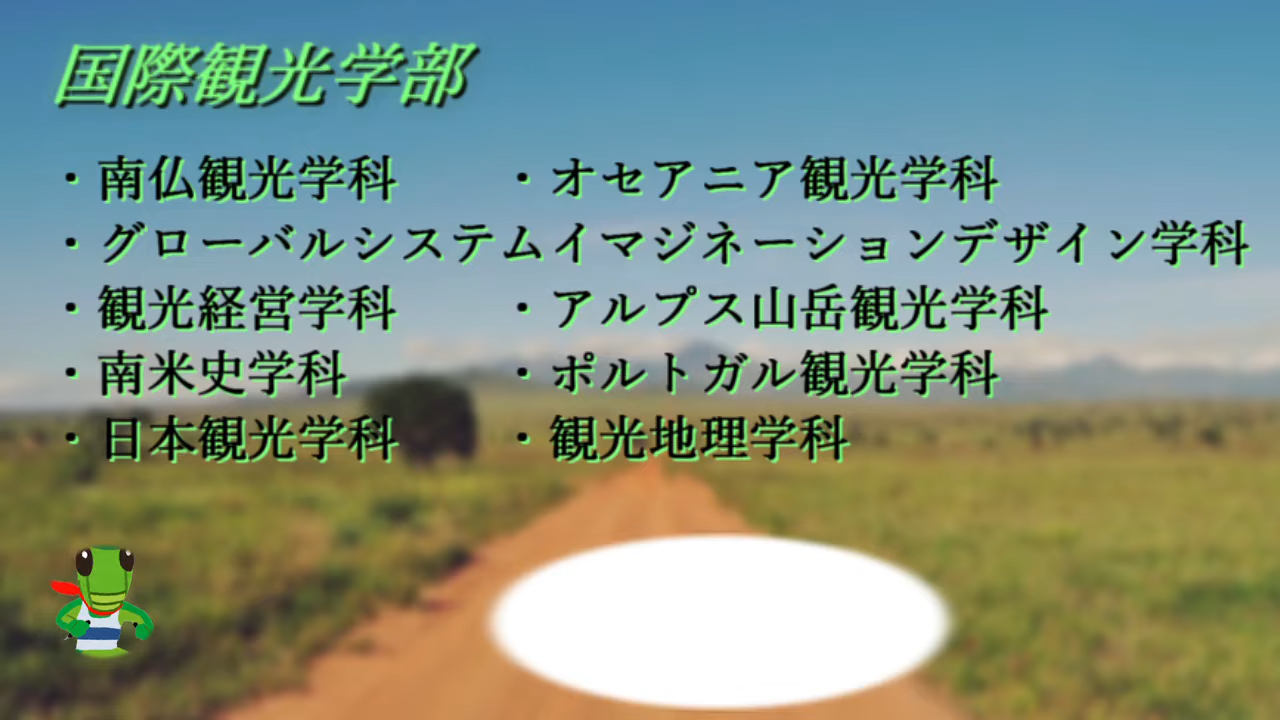 国際観光学部
・南仏観光学科 ・オセアニア観光学科
・グローバルシステムイマジネーションデザイン学科
・観光経営学科 ・アルプス山岳観光学科
・南米史学科 ・ポルトガル観光学科
・日本観光学科 ・観光地理学科